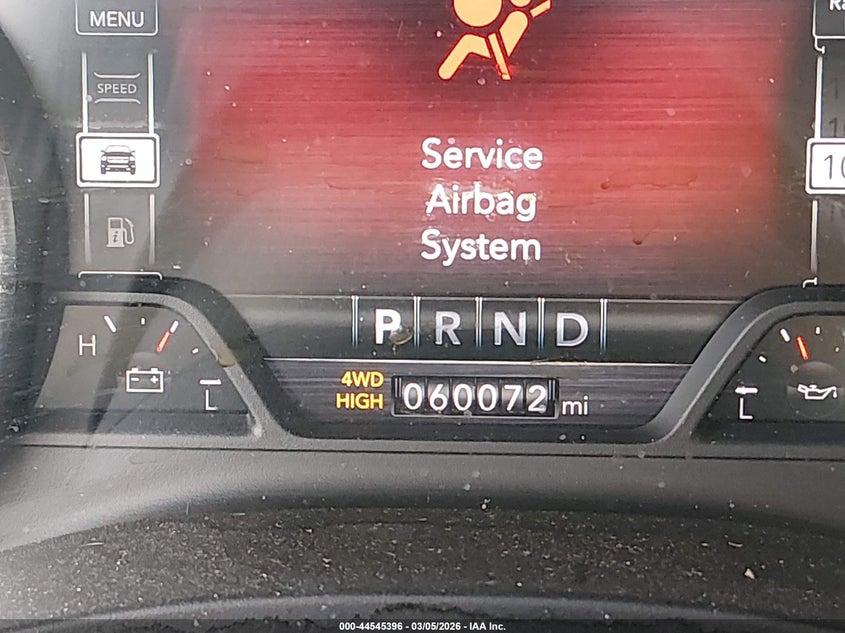 MENU
SPEED
Service
Airbag
System
P R N D
H
4WD
HIGH
060072 mi
L
L
000-44545396 - 03/05/2026 - IAA Inc.